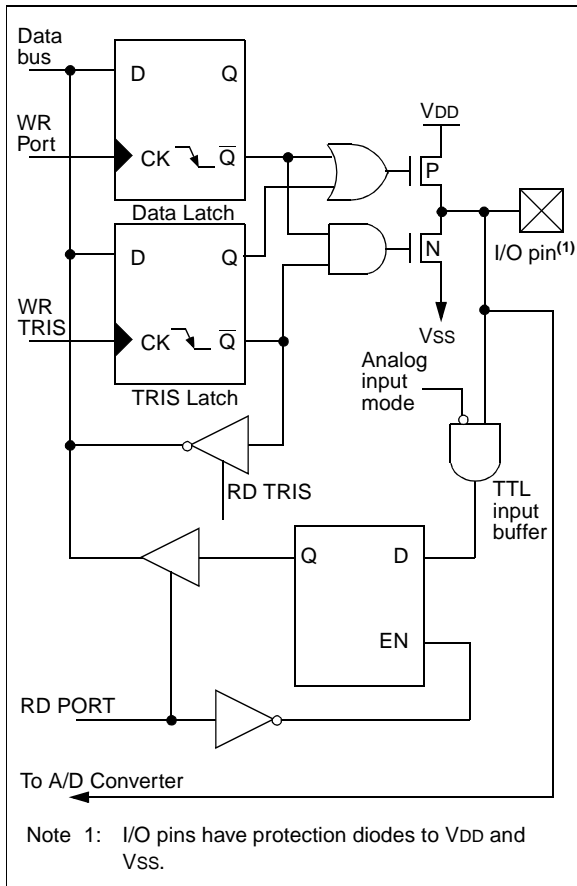 Data
bus
D Q
WR
Port
CK Q
Data Latch
VDD
P
I/O pin(1)
D Q
N
WR
TRIS
CK Q
TRIS Latch
VSS
Analog
input
mode
RD TRIS
TTL
input
buffer
Q D
EN
RD PORT
To A/D Converter
Note 1: I/O pins have protection diodes to VDD and
VSS.